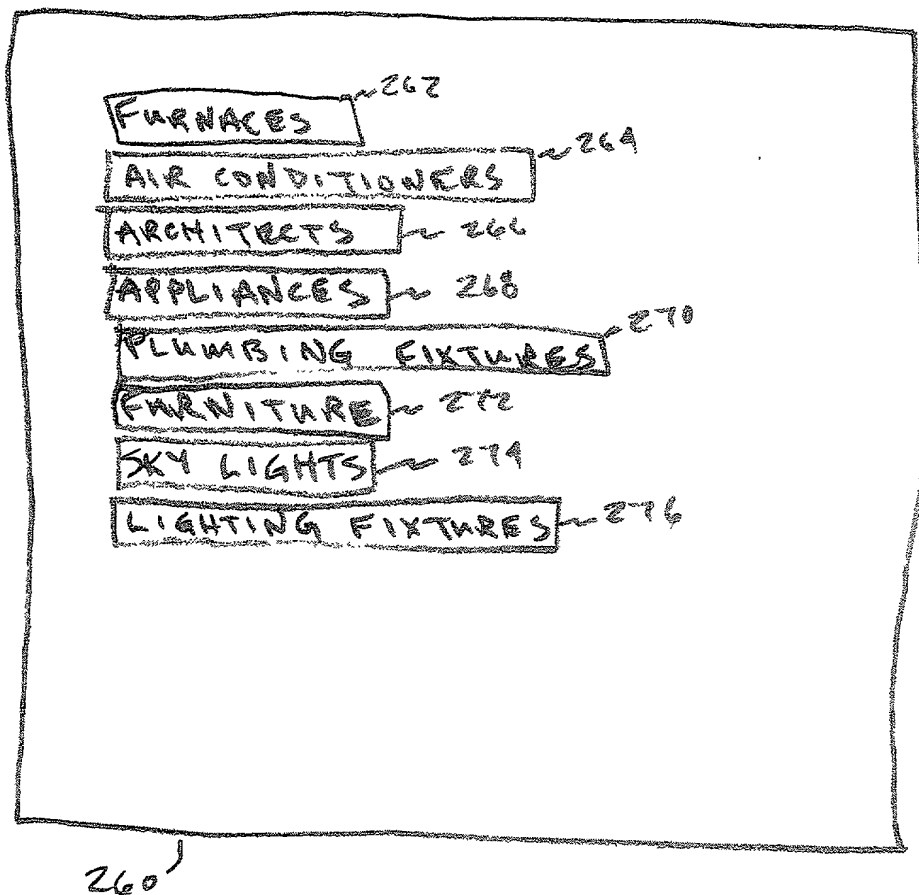 FURNACES 262
AIR CONDITIONERS 264
ARCHITECTS 266
APPLIANCES 268
PLUMBING FIXTURES 270
FURNITURE 272
SKY LIGHTS 274
LIGHTING FIXTURES 276
260